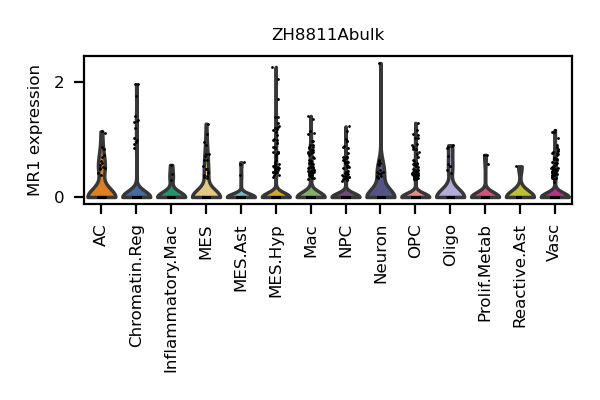 ZH8811Abulk
MR1 expression
2
0
AC
Chromatin.Reg
Inflammatory.Mac
MES
MES.Ast
MES.Hyp
Mac
NPC
Neuron
OPC
Oligo
Prolif.Metab
Reactive.Ast
Vasc